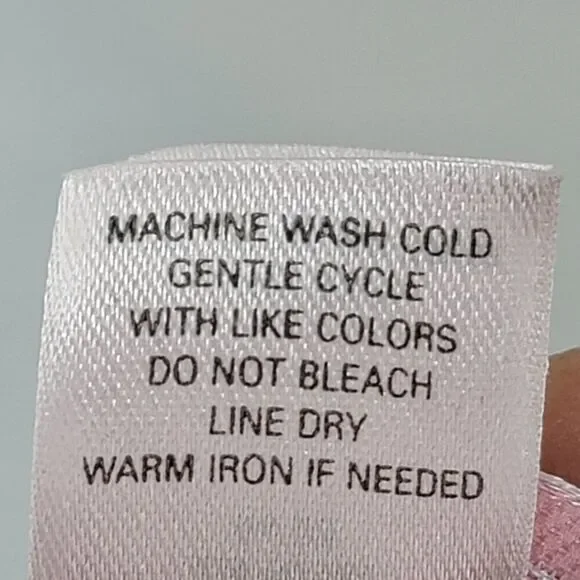 MACHINE WASH COLD
GENTLE CYCLE
WITH LIKE COLORS
DO NOT BLEACH
LINE DRY
WARM IRON IF NEEDED